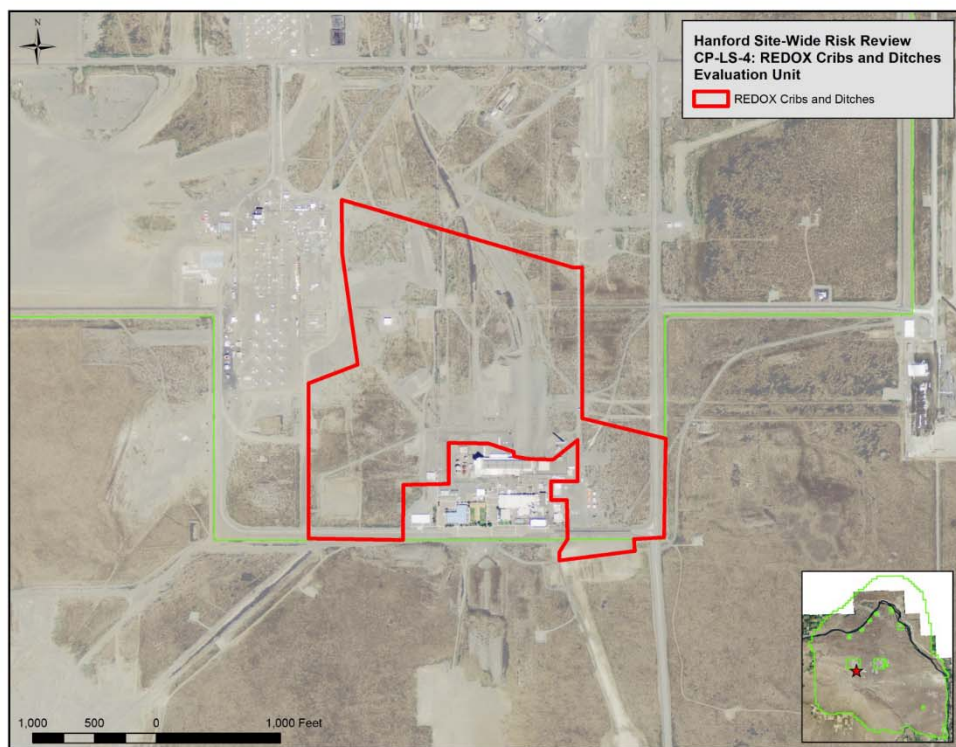 N
Hanford Site-Wide Risk Review
CP-LS-4: REDOX Cribs and Ditches
Evaluation Unit
REDOX Cribs and Ditches
1,000 500 0 1,000 Feet